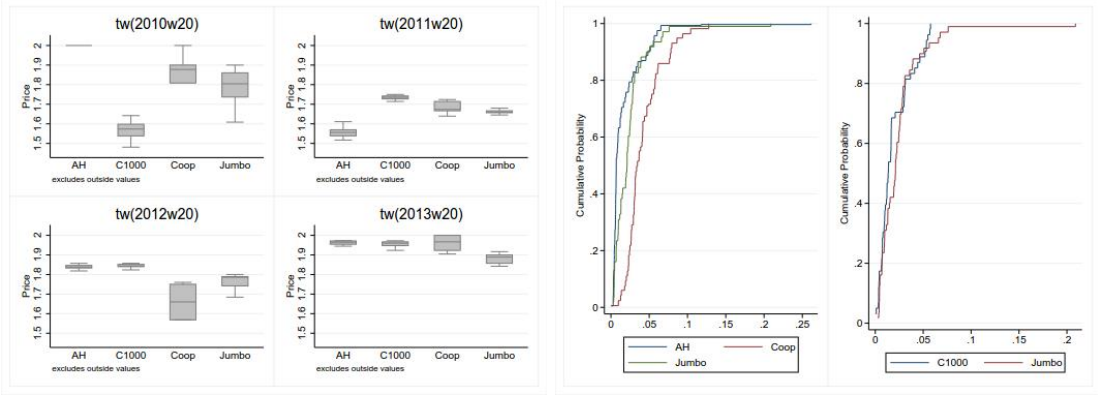 tw(2010w20)
Price
2
1.9
1.8
1.7
1.6
1.5
AH C1000 Coop Jumbo
excludes outside values
tw(2011w20)
Price
2
1.9
1.8
1.7
1.6
1.5
AH C1000 Coop Jumbo
excludes outside values
tw(2012w20)
Price
2
1.9
1.8
1.7
1.6
1.5
AH C1000 Coop Jumbo
excludes outside values
tw(2013w20)
Price
2
1.9
1.8
1.7
1.6
1.5
AH C1000 Coop Jumbo
excludes outside values
Cumulative Probability
1
.8
.6
.4
.2
0
0 .05 .1 .15 .2 .25
AH Coop
Jumbo
Cumulative Probability
1
.8
.6
.4
.2
0
0 .05 .1 .15 .2
C1000 Jumbo